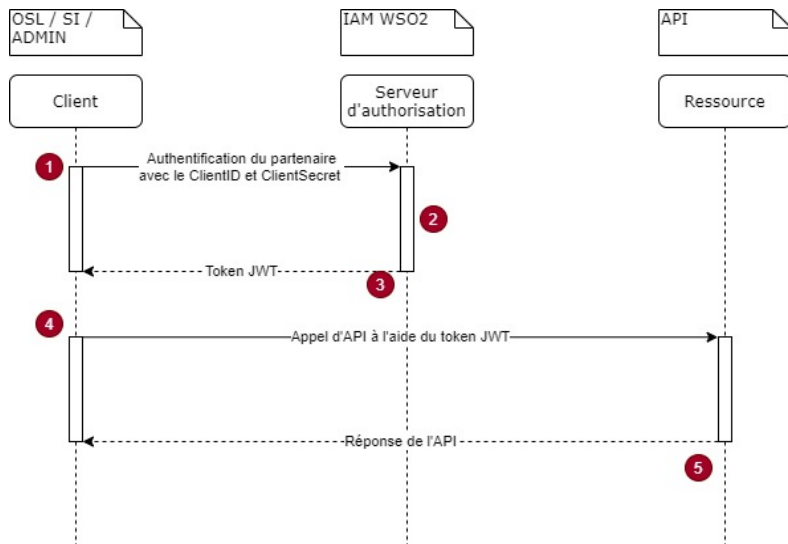 OSL / SI /
ADMIN
IAM WSO2
API
Client
Serveur
d'authorisation
Ressource
1
Authentification du partenaire
avec le ClientID et ClientSecret
2
Token JWT
3
4
Appel d'API à l'aide du token JWT
Réponse de l'API
5